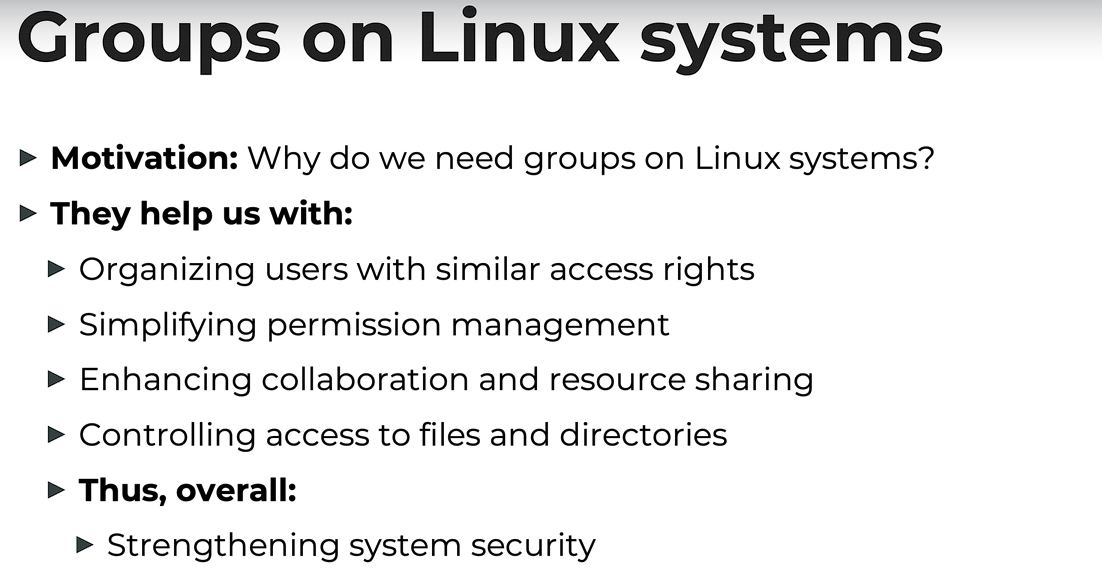 Groups on Linux systems
▶ Motivation: Why do we need groups on Linux systems?
▶ They help us with:
▶ Organizing users with similar access rights
▶ Simplifying permission management
▶ Enhancing collaboration and resource sharing
▶ Controlling access to files and directories
▶ Thus, overall:
▶ Strengthening system security